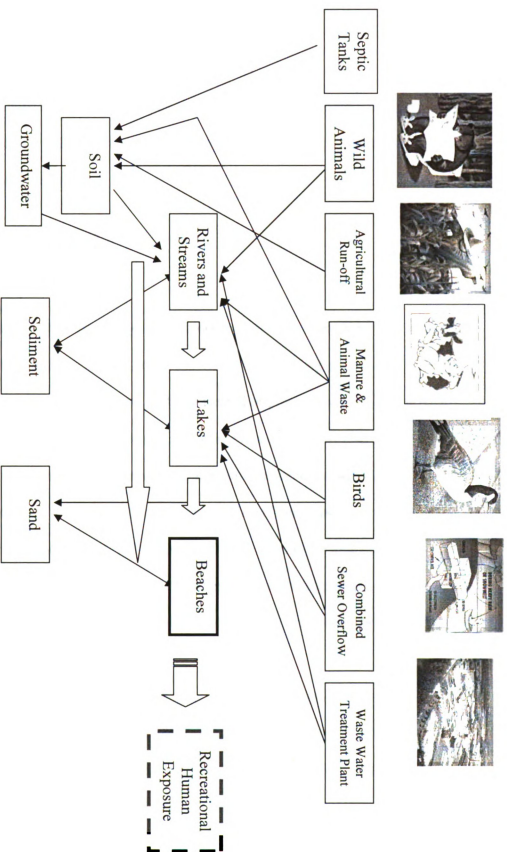 Septic
Tanks
Wild
Animals
Agricultural
Run-off
Manure &
Animal Waste
Birds
Combined
Sewer Overflow
Waste Water
Treatment Plant
Soil
Groundwater
Rivers and
Streams
Lakes
Beaches
Recreational
Human
Exposure
Sediment
Sand